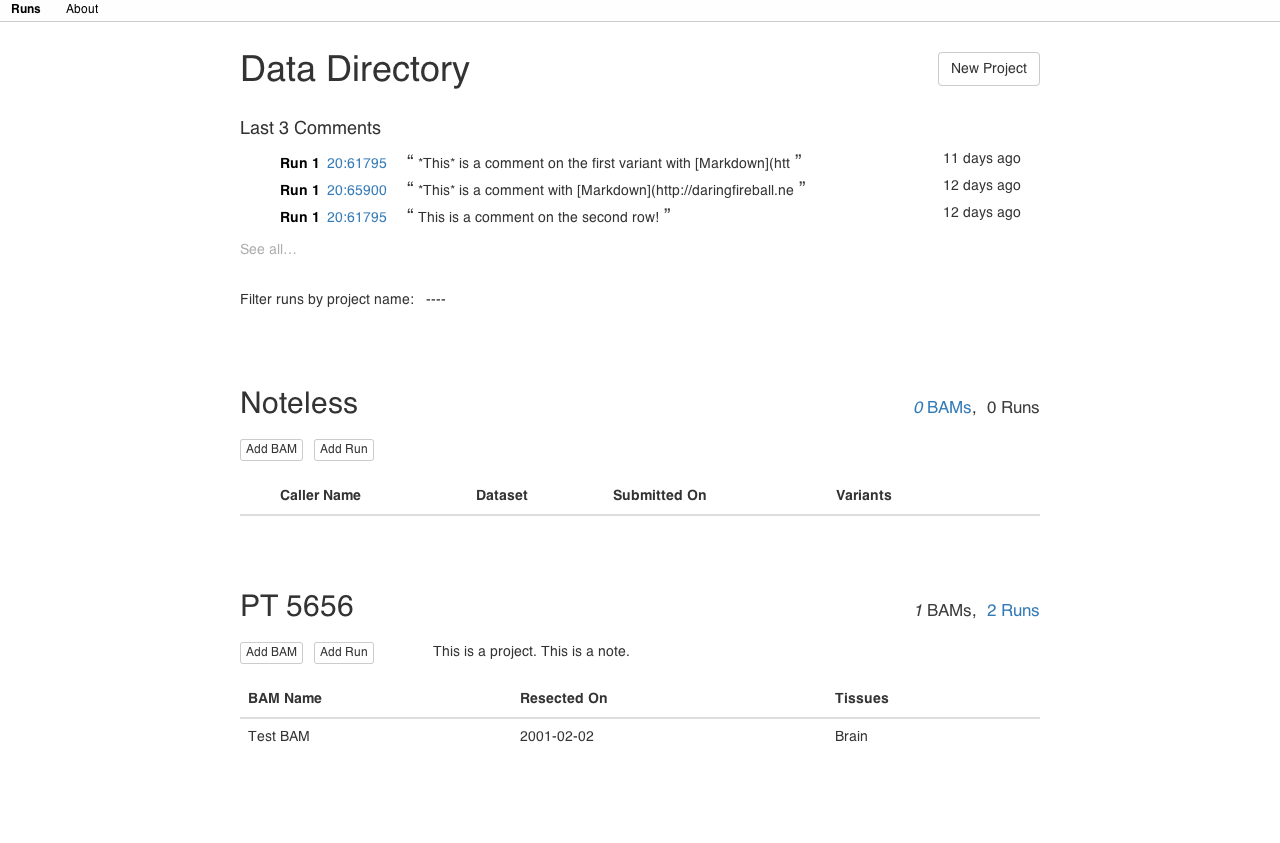 Runs About
Data Directory New Project
Last 3 Comments
Run 1 20:61795 “ *This* is a comment on the first variant with [Markdown](htt ” 11 days ago
Run 1 20:65900 “ *This* is a comment with [Markdown](http://daringfireball.ne ” 12 days ago
Run 1 20:61795 “ This is a comment on the second row! ” 12 days ago
See all…
Filter runs by project name: ----
Noteless 0 BAMs, 0 Runs
Add BAM Add Run
Caller Name Dataset Submitted On Variants
PT 5656 1 BAMs, 2 Runs
Add BAM Add Run This is a project. This is a note.
BAM Name Resected On Tissues
Test BAM 2001-02-02 Brain